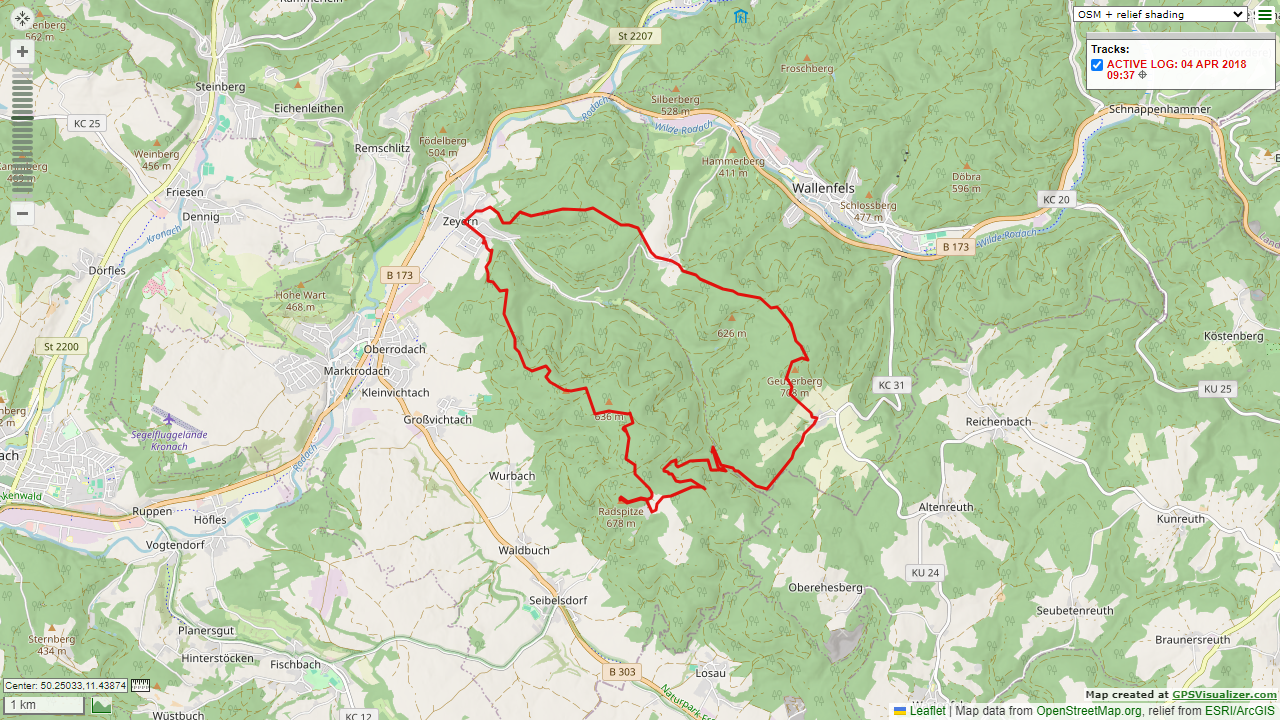 OSM + relief shading
Tracks:
ACTIVE LOG: 04 APR 2018
09:37
562 m
St 2207
Froschberg
Steinberg
Eichenleithen
Silberberg
528 m
Rodach
Schnappenhammer
KC 25
Födelberg
504 m
Wilde Rodach
Remschlitz
Weinberg
456 m
Hammerberg
411 m
Döbra
596 m
Friesen
Wallenfels
KC 20
Schlossberg
477 m
Dennig
Zeyern
Kronach
Wilde Rodach
B 173
Dörfles
B 173
Hohe Wart
468 m
626 m
Köstenberg
St 2200
Oberrodach
Marktrodach
Geuserberg
708 m
KC 31
KU 25
Kleinvichtach
636 m
Großvichtach
Reichenbach
Segelfluggelände
Kronach
Rodach
Wurbach
Ruppen
Radspitze
678 m
Altenreuth
Höfles
Kunreuth
Vogtendorf
Waldbuch
KU 24
Oberehesberg
Seibelsdorf
Seubetenreuth
Planersgut
Sternberg
434 m
Braunersreuth
Hinterstöcken
Fischbach
B 303
Losau
Center: 50.25033,11.43874
Naturpark
Map created at GPSVisualizer.com
1 km
KC 12
Wüstbuch
Leaflet | Map data from OpenStreetMap.org, relief from ESRI/ArcGIS